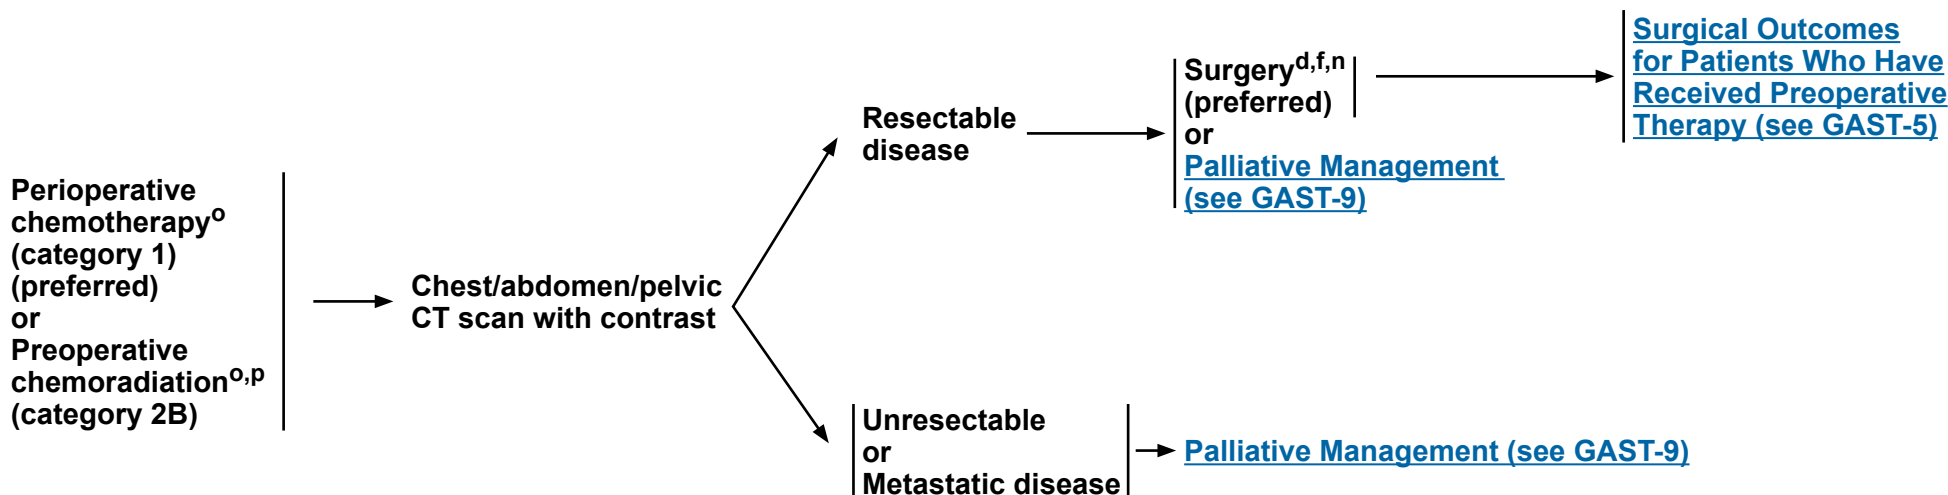 Perioperative
chemotherapyo
(category 1)
(preferred)
or
Preoperative
chemoradiationo,p
(category 2B)
Chest/abdomen/pelvic
CT scan with contrast
Resectable
disease
Surgeryd,f,n
(preferred)
or
Palliative Management
(see GAST-9)
Surgical Outcomes
for Patients Who Have
Received Preoperative
Therapy (see GAST-5)
Unresectable
or
Metastatic disease
Palliative Management (see GAST-9)